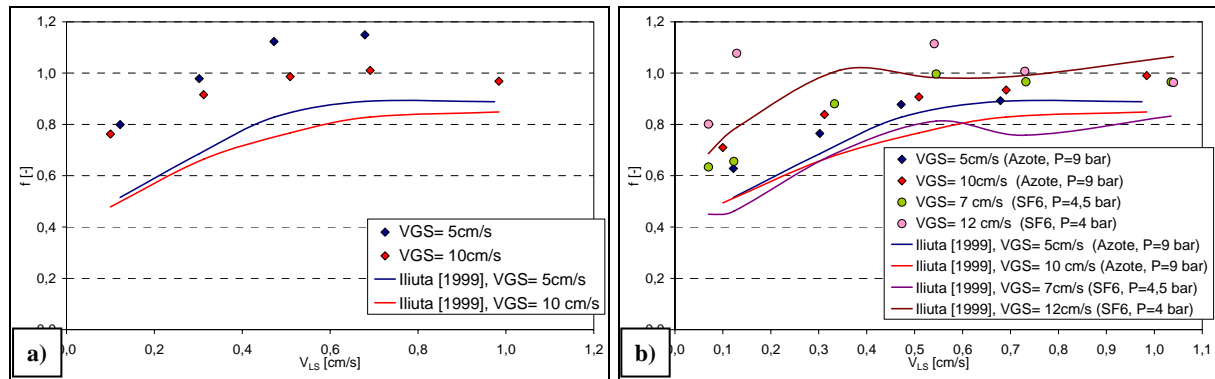 1,2
1,0
0,8
0,6
0,4
0,2
f [-]
VGS= 5cm/s
VGS= 10cm/s
Iliuta [1999], VGS= 5cm/s
Iliuta [1999], VGS= 10 cm/s
a)
0,0 0,2 0,4 0,6 0,8 1,0 1,2
V_LS [cm/s]
1,2
1,0
0,8
0,6
0,4
0,2
0,0
f [-]
VGS= 5cm/s (Azote, P=9 bar)
VGS= 10cm/s (Azote, P=9 bar)
VGS= 7 cm/s (SF6, P=4,5 bar)
VGS= 12 cm/s (SF6, P=4 bar)
Iliuta [1999], VGS= 5cm/s (Azote, P=9 bar)
Iliuta [1999], VGS= 10 cm/s (Azote, P=9 bar)
Iliuta [1999], VGS= 7cm/s (SF6, P=4,5 bar)
Iliuta [1999], VGS= 12cm/s (SF6, P=4 bar)
b)
0,0 0,1 0,2 0,3 0,4 0,5 0,6 0,7 0,8 0,9 1,0 1,1
V_LS [cm/s]